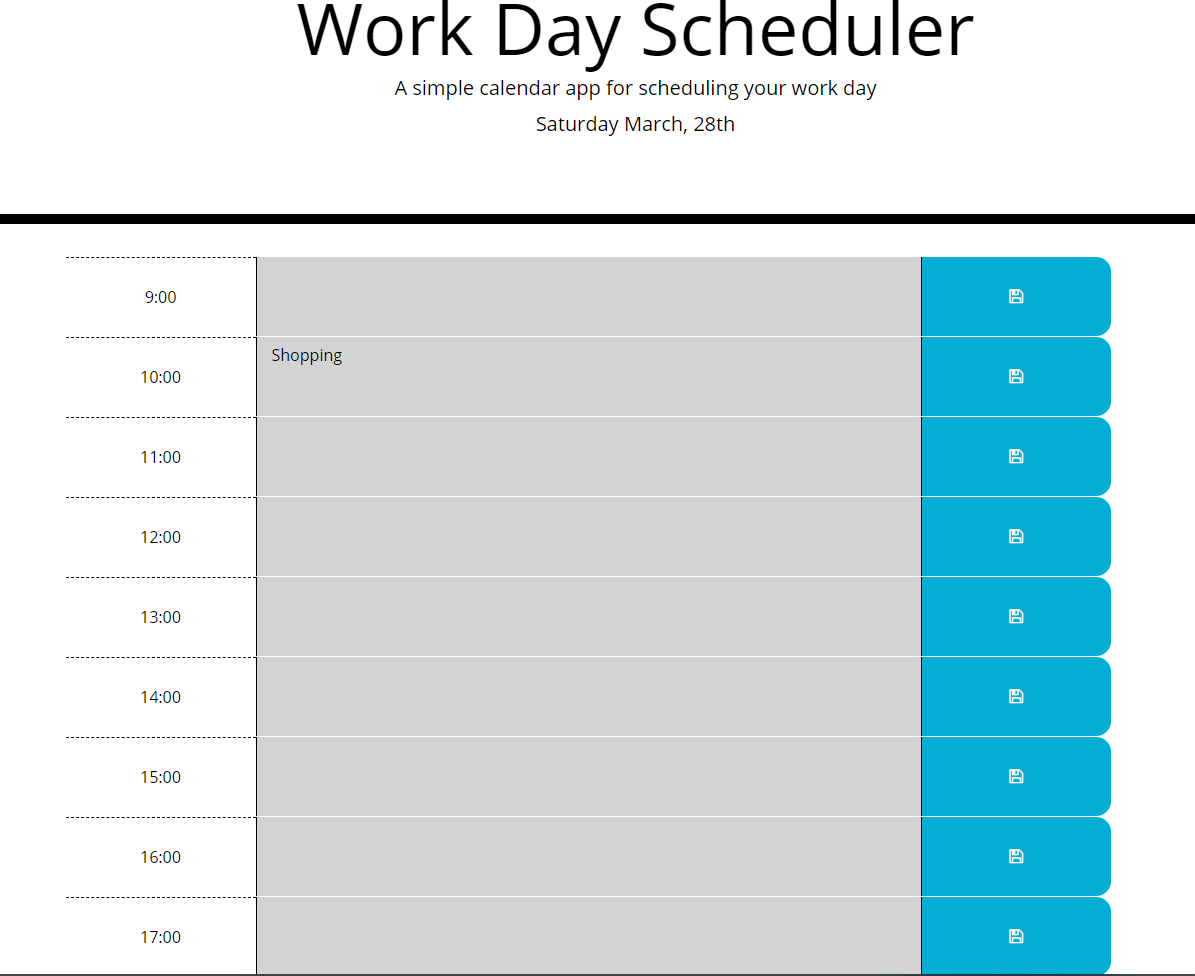 Work Day Scheduler
A simple calendar app for scheduling your work day
Saturday March, 28th
9:00
10:00 Shopping
11:00
12:00
13:00
14:00
15:00
16:00
17:00